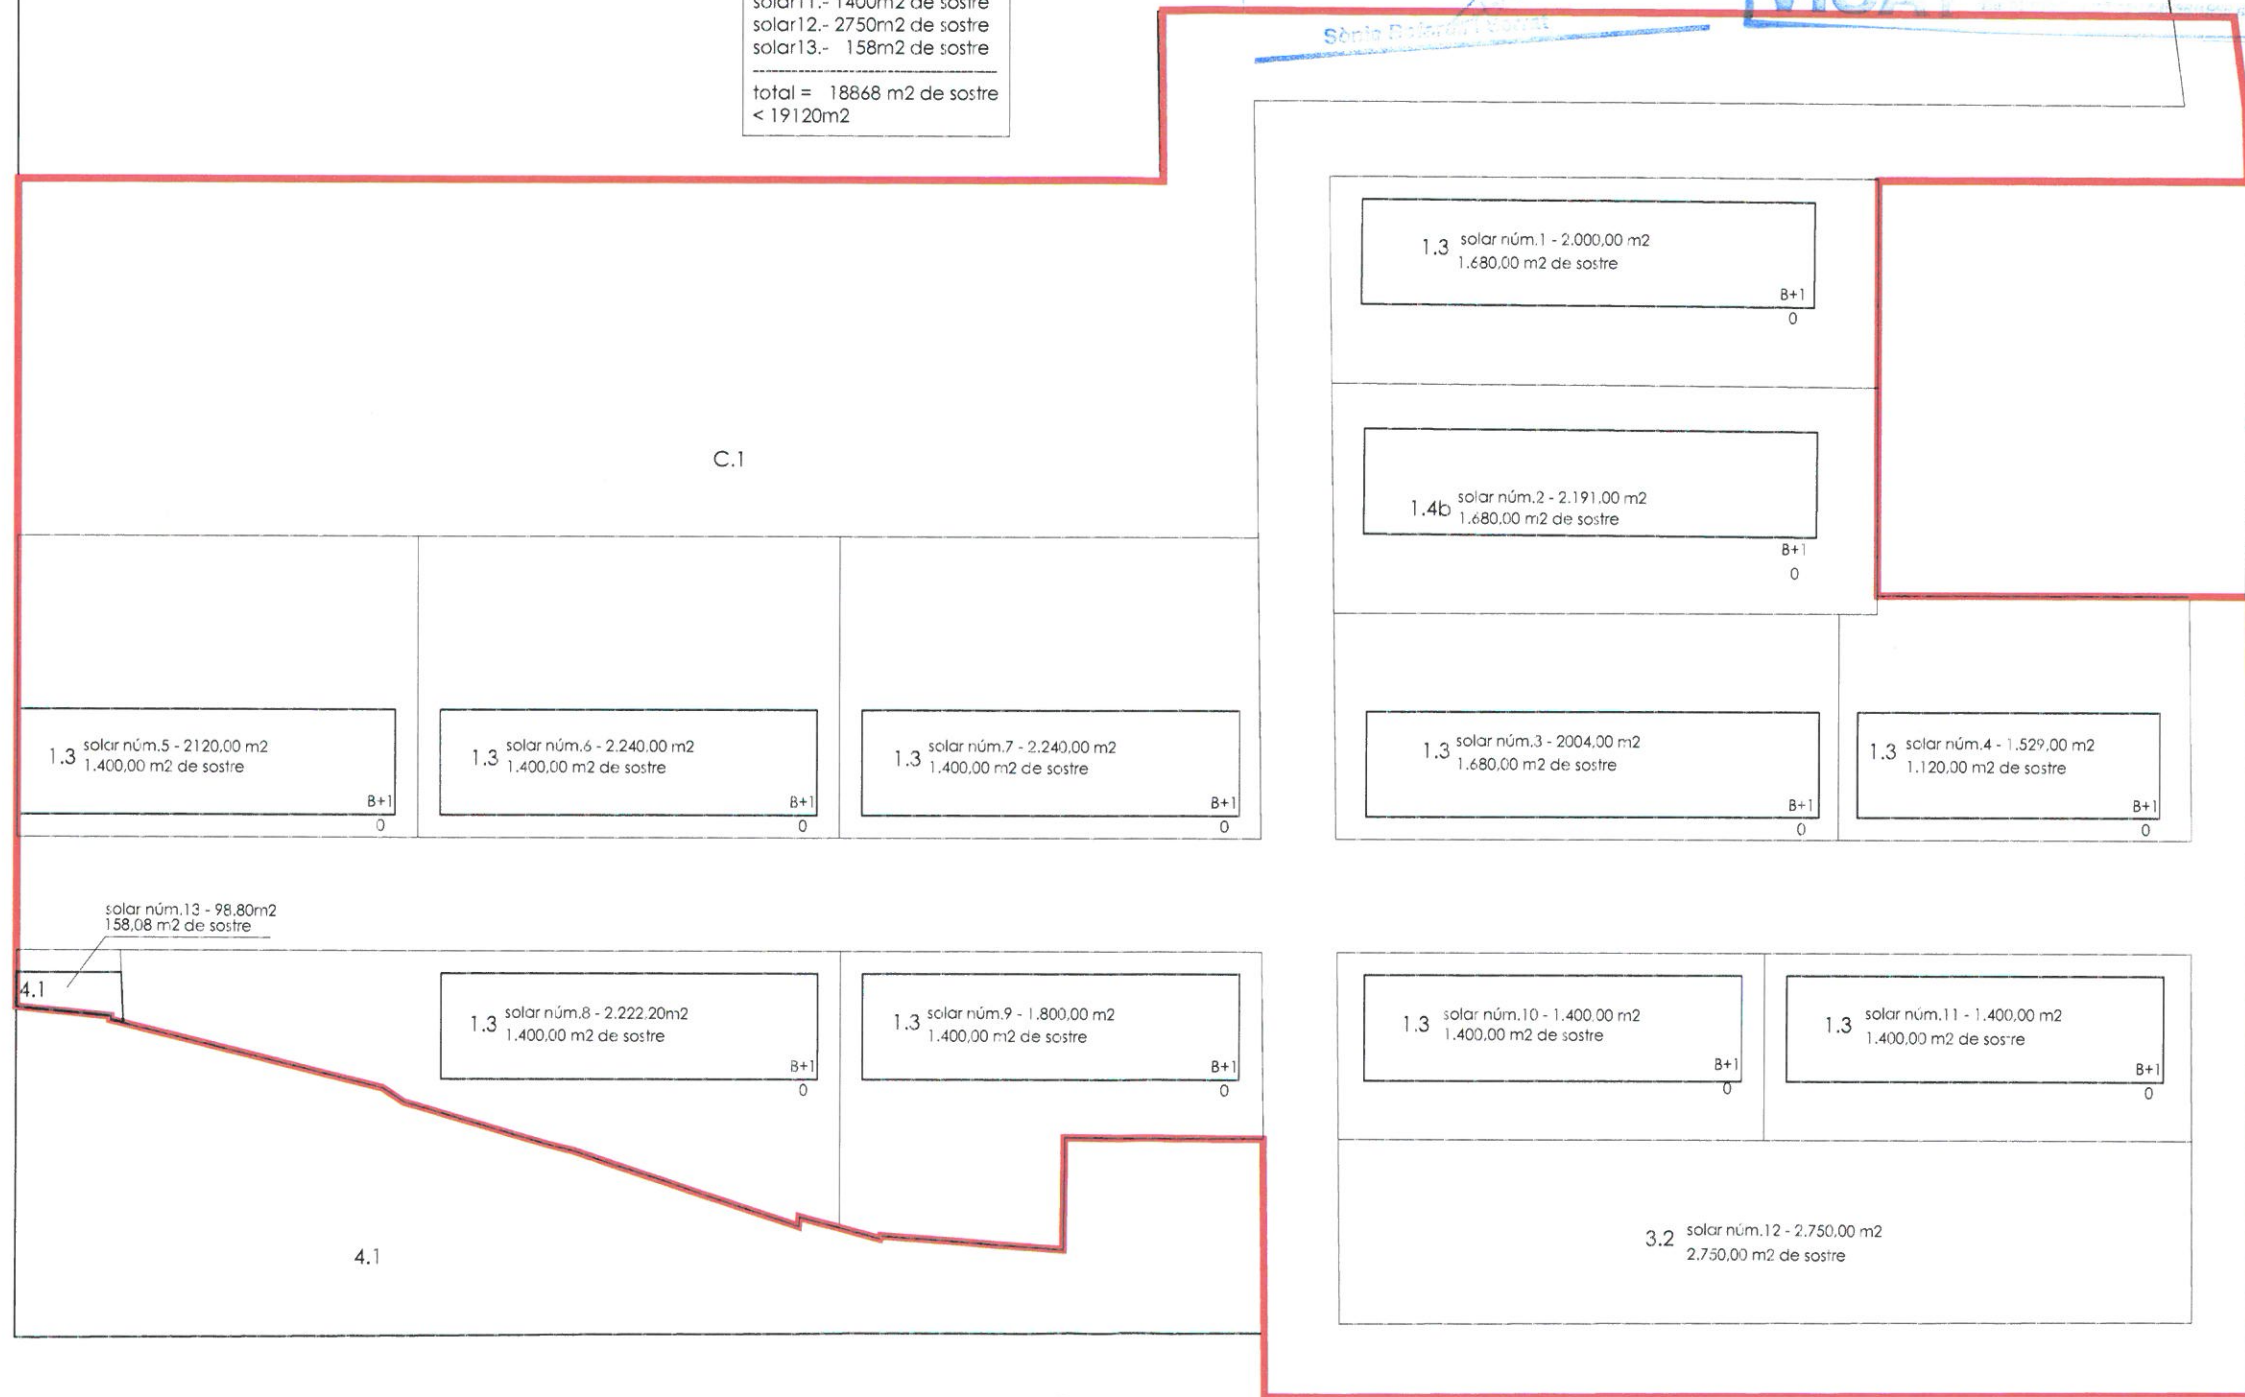 solar11.- 1400m2 de sostre
solar12.- 2750m2 de sostre
solar13.- 158m2 de sostre
total = 18868 m2 de sostre
< 19120m2
Sònia
1.3 solar núm.1 - 2.000,00 m2
1.680,00 m2 de sostre
B+1
0
C.1
1.4b solar núm.2 - 2.191,00 m2
1.680,00 m2 de sostre
B+1
0
1.3 solar núm.5 - 2120,00 m2
1.400,00 m2 de sostre
B+1
0
1.3 solar núm.6 - 2.240,00 m2
1.400,00 m2 de sostre
B+1
0
1.3 solar núm.7 - 2.240,00 m2
1.400,00 m2 de sostre
B+1
0
1.3 solar núm.3 - 2004,00 m2
1.680,00 m2 de sostre
B+1
0
1.3 solar núm.4 - 1.529,00 m2
1.120,00 m2 de sostre
B+1
0
solar núm.13 - 98.80m2
158,08 m2 de sostre
4.1
1.3 solar núm.8 - 2.222,20m2
1.400,00 m2 de sostre
B+1
0
1.3 solar núm.9 - 1.800,00 m2
1.400,00 m2 de sostre
B+1
0
1.3 solar núm.10 - 1.400,00 m2
1.400,00 m2 de sostre
B+1
0
1.3 solar núm.11 - 1.400,00 m2
1.400,00 m2 de sostre
B+1
0
4.1
3.2 solar núm.12 - 2.750,00 m2
2.750,00 m2 de sostre